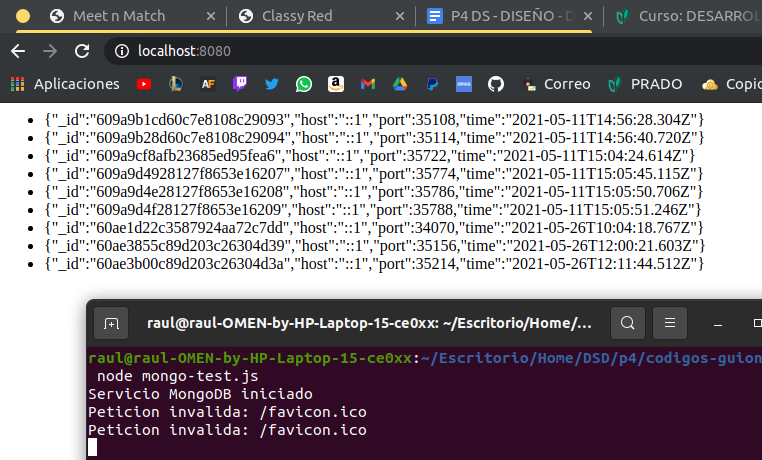 Meet n Match
Classy Red
P4 DS - DISEÑO - D
Curso: DESARROL
localhost:8080
Aplicaciones
AF
Correo
PRADO
Copic
{"_id":"609a9b1cd60c7e8108c29093","host":"::1","port":35108,"time":"2021-05-11T14:56:28.304Z"}
{"_id":"609a9b28d60c7e8108c29094","host":"::1","port":35114,"time":"2021-05-11T14:56:40.720Z"}
{"_id":"609a9cf8afb23685ed95fea6","host":"::1","port":35722,"time":"2021-05-11T15:04:24.614Z"}
{"_id":"609a9d4928127f8653e16207","host":"::1","port":35774,"time":"2021-05-11T15:05:45.115Z"}
{"_id":"609a9d4e28127f8653e16208","host":"::1","port":35786,"time":"2021-05-11T15:05:50.706Z"}
{"_id":"609a9d4f28127f8653e16209","host":"::1","port":35788,"time":"2021-05-11T15:05:51.246Z"}
{"_id":"60ae1d22c3587924aa72c7dd","host":"::1","port":34070,"time":"2021-05-26T10:04:18.767Z"}
{"_id":"60ae3855c89d203c26304d39","host":"::1","port":35156,"time":"2021-05-26T12:00:21.603Z"}
{"_id":"60ae3b00c89d203c26304d3a","host":"::1","port":35214,"time":"2021-05-26T12:11:44.512Z"}
raul@raul-OMEN-by-HP-Laptop-15-ce0xx: ~/Escritorio/Home/...
raul@raul-OMEN-by-HP-Laptop-15-ce0xx:~/Escritorio/Home/DSD/p4/codigos-guion
node mongo-test.js
Servicio MongoDB iniciado
Peticion invalida: /favicon.ico
Peticion invalida: /favicon.ico